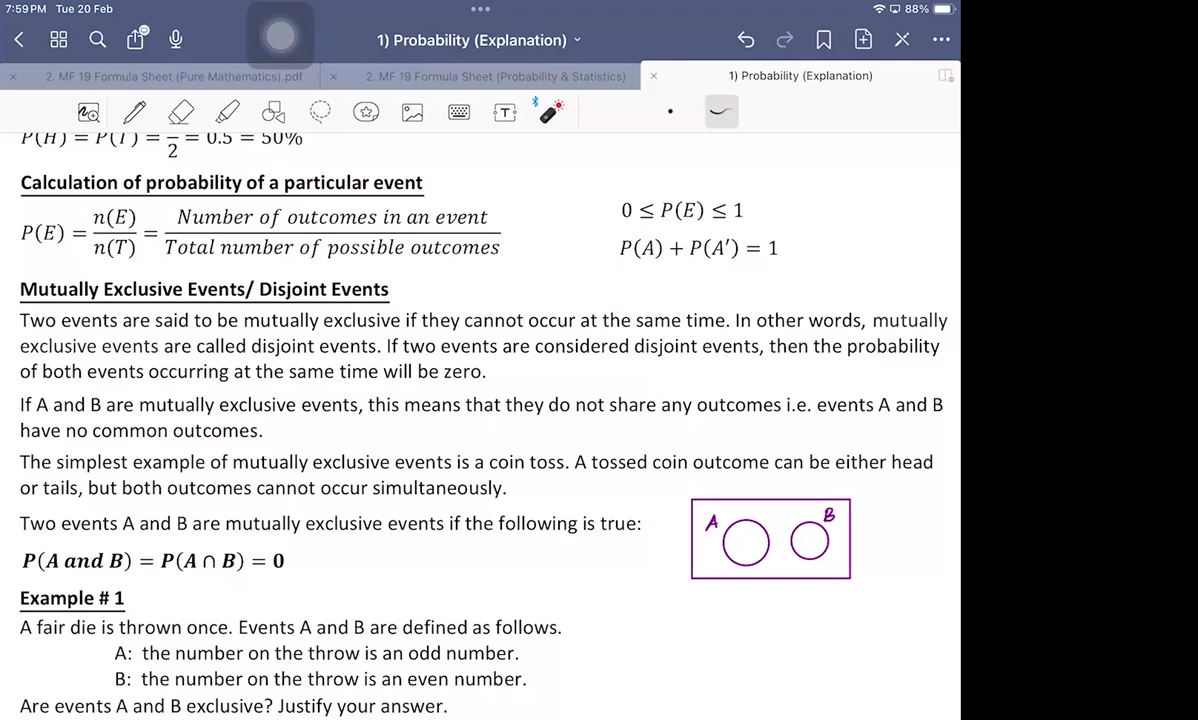 7:59 PM Tue 20 Feb
88%
1) Probability (Explanation)
2. MF 19 Formula Sheet (Pure Mathematics).pdf
2. MF 19 Formula Sheet (Probability & Statistics)
1) Probability (Explanation)
P(H) = P(T) = — = 0.5 = 50%
2
Calculation of probability of a particular event
P(E) = n(E)/n(T) = Number of outcomes in an event/Total number of possible outcomes
0 ≤ P(E) ≤ 1
P(A) + P(A′) = 1
Mutually Exclusive Events/ Disjoint Events
Two events are said to be mutually exclusive if they cannot occur at the same time. In other words, mutually
exclusive events are called disjoint events. If two events are considered disjoint events, then the probability
of both events occurring at the same time will be zero.
If A and B are mutually exclusive events, this means that they do not share any outcomes i.e. events A and B
have no common outcomes.
The simplest example of mutually exclusive events is a coin toss. A tossed coin outcome can be either head
or tails, but both outcomes cannot occur simultaneously.
Two events A and B are mutually exclusive events if the following is true:
P(A and B) = P(A ∩ B) = 0
A B
Example # 1
A fair die is thrown once. Events A and B are defined as follows.
A: the number on the throw is an odd number.
B: the number on the throw is an even number.
Are events A and B exclusive? Justify your answer.